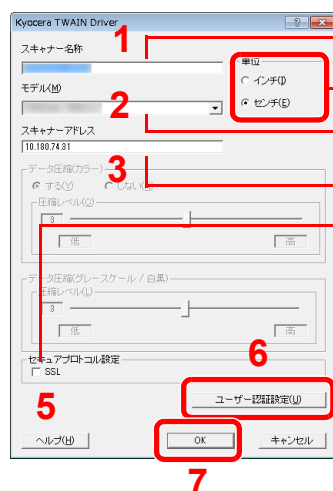 Kyocera TWAIN Driver
スキャナー名称
1
単位
インチ(I)
センチ(E)
モデル(M)
2
スキャナーアドレス
10.180.74.31
3
データ圧縮(カラー)
する(Y)
しない(N)
圧縮レベル(C)
3
低
高
データ圧縮(グレースケール / 白黒)
圧縮レベル(L)
3
低
高
セキュアプロトコル設定
SSL
6
5
ユーザー認証設定(U)
ヘルプ(H)
OK
キャンセル
7